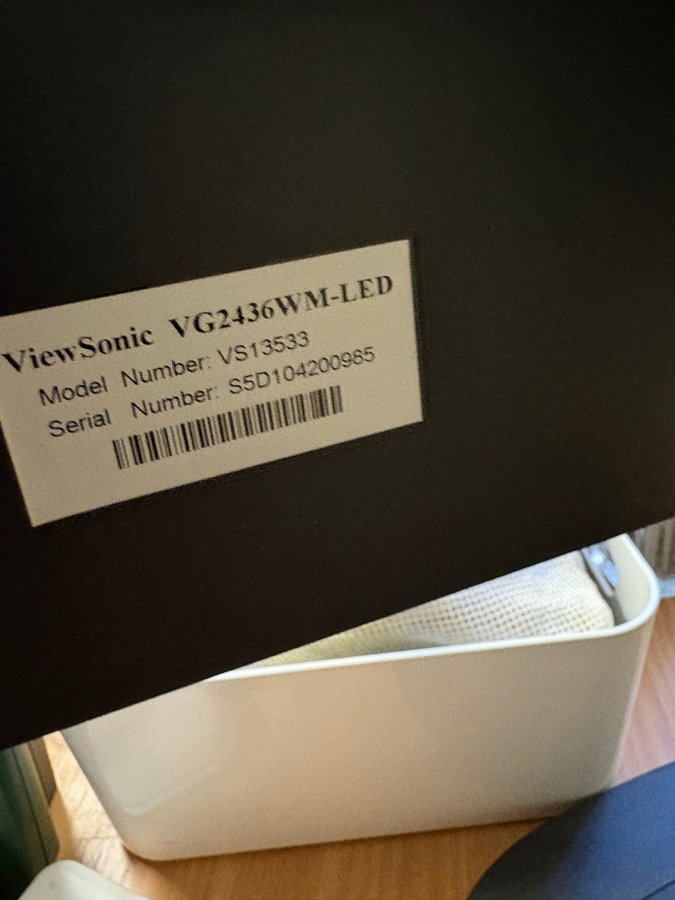 ViewSonic VG2436WM-LED
Model Number: VS13533
Serial Number: S5D104200985